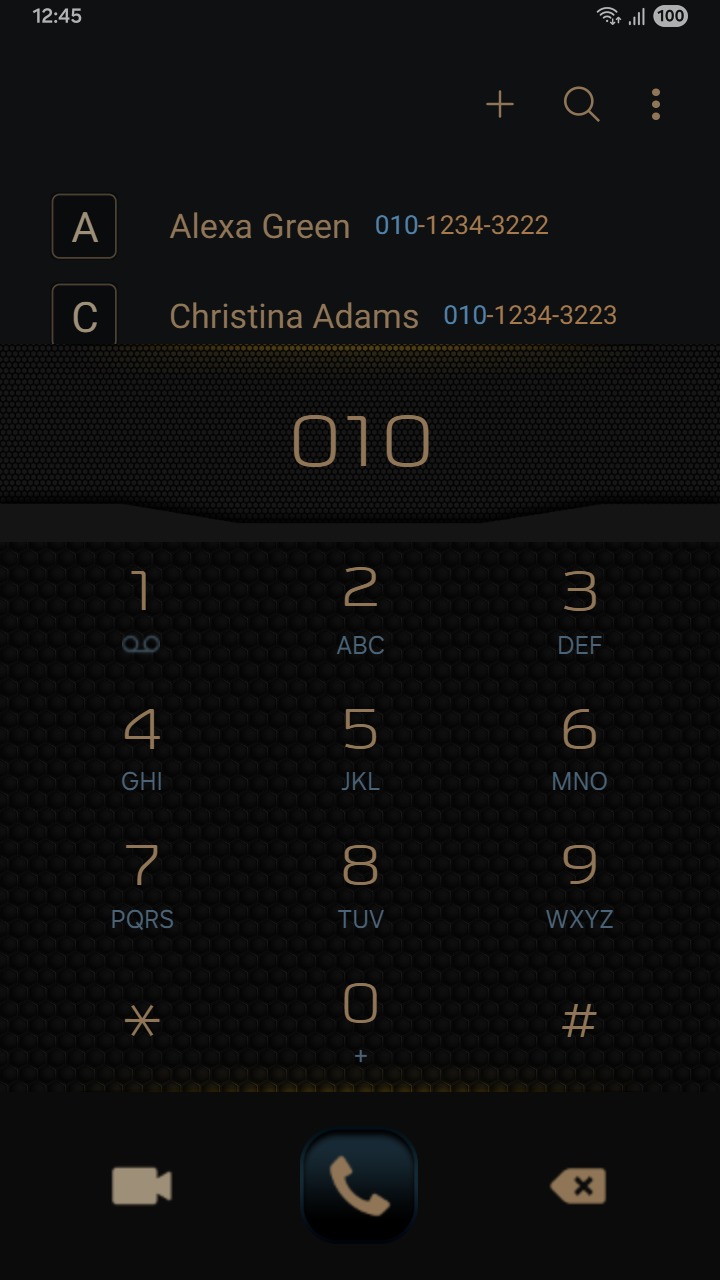 12:45 100
A Alexa Green 010-1234-3222
C Christina Adams 010-1234-3223
010
1 2 3
ABC DEF
4 5 6
GHI JKL MNO
7 8 9
PQRS TUV WXYZ
* 0 #
+